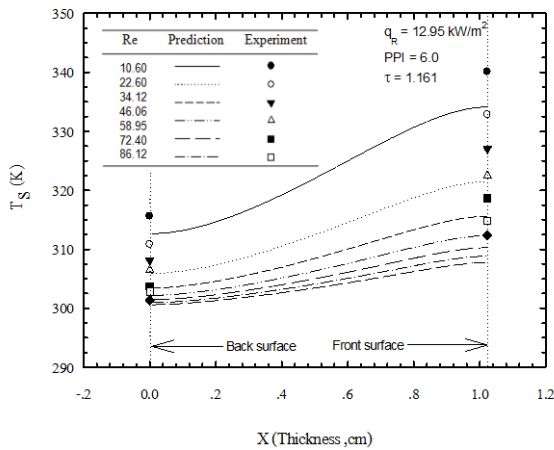 350
340
330
320
310
300
290
T_S (K)
Re Prediction Experiment
10.60
22.60
34.12
46.06
58.95
72.40
86.12
q_R = 12.95 kW/m²
PPI = 6.0
τ = 1.161
Back surface
Front surface
-.2 0.0 .2 .4 .6 .8 1.0 1.2
X (Thickness ,cm)